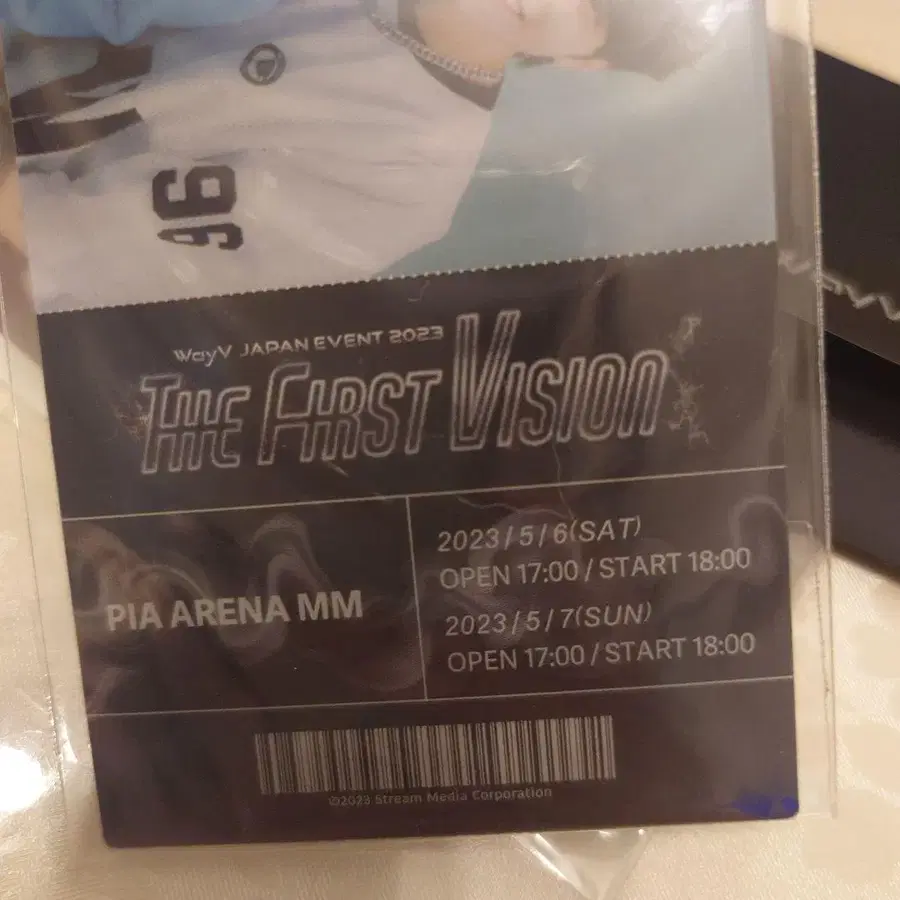 96
WayV JAPAN EVENT 2023
THE FIRST VISION
PIA ARENA MM
2023/5/6(SAT)
OPEN 17:00/START 18:00
2023/5/7(SUN)
OPEN 17:00/START 18:00
©2023 Stream Media Corporation